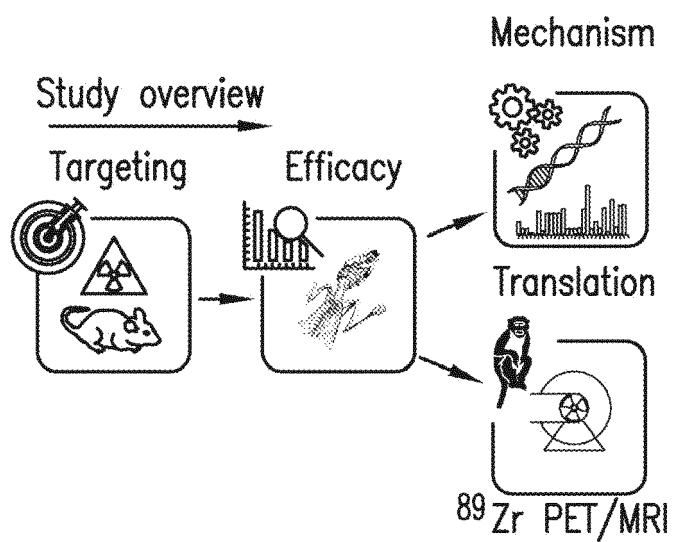 Study overview
Targeting
Efficacy
Mechanism
Translation
⁸⁹Zr PET/MRI